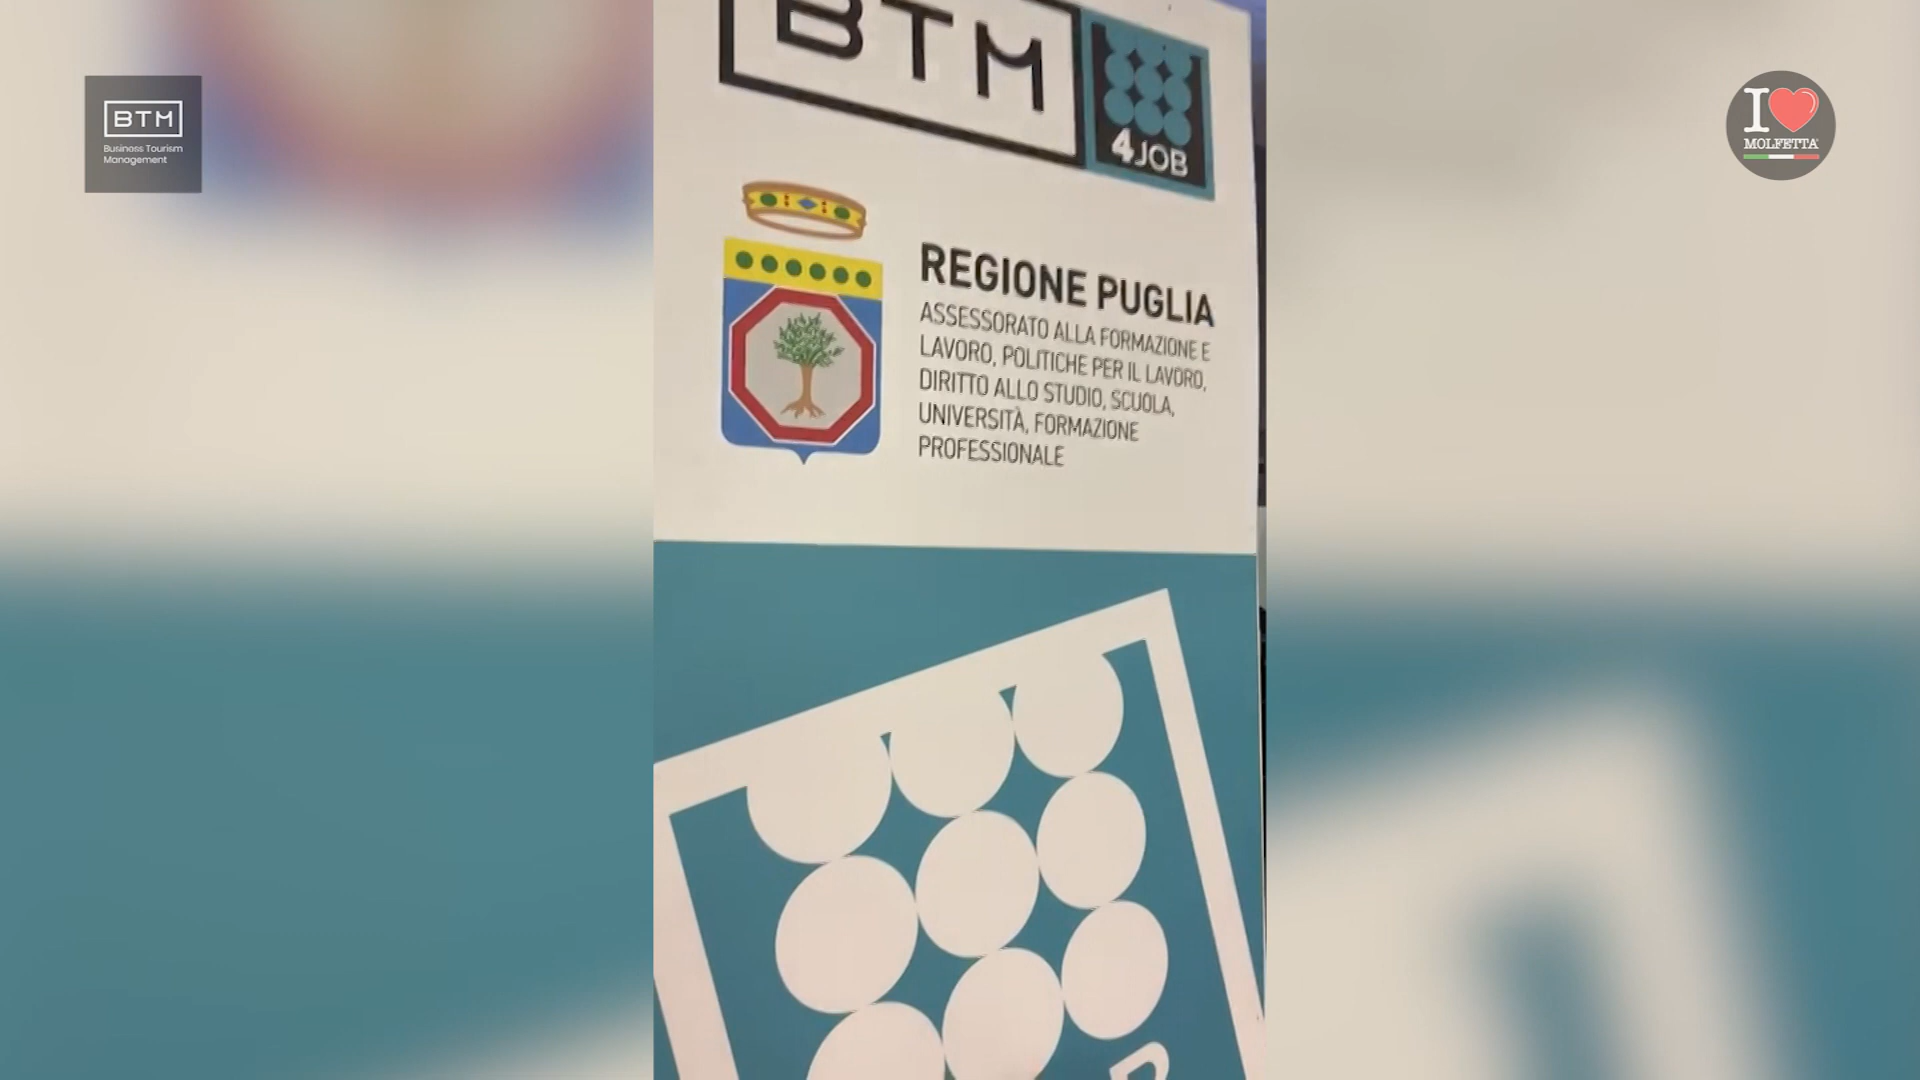 BTM
Business Tourism
Management
BTM
4JOB
REGIONE PUGLIA
ASSESSORATO ALLA FORMAZIONE E
LAVORO, POLITICHE PER IL LAVORO,
DIRITTO ALLO STUDIO, SCUOLA,
UNIVERSITÀ, FORMAZIONE
PROFESSIONALE
I
MOLFETTA